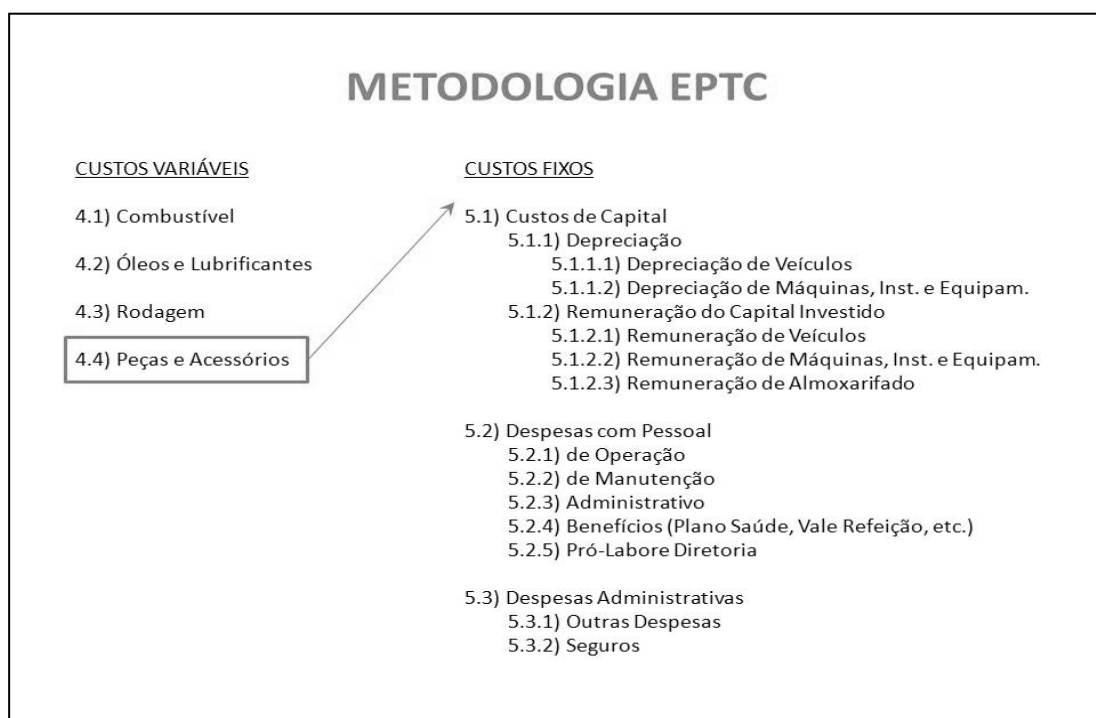 METODOLOGIA EPTC
CUSTOS VARIÁVEIS
4.1) Combustível
4.2) Óleos e Lubrificantes
4.3) Rodagem
4.4) Peças e Acessórios
CUSTOS FIXOS
5.1) Custos de Capital
5.1.1) Depreciação
5.1.1.1) Depreciação de Veículos
5.1.1.2) Depreciação de Máquinas, Inst. e Equipam.
5.1.2) Remuneração do Capital Investido
5.1.2.1) Remuneração de Veículos
5.1.2.2) Remuneração de Máquinas, Inst. e Equipam.
5.1.2.3) Remuneração de Almoxarifado
5.2) Despesas com Pessoal
5.2.1) de Operação
5.2.2) de Manutenção
5.2.3) Administrativo
5.2.4) Benefícios (Plano Saúde, Vale Refeição, etc.)
5.2.5) Pró-Labore Diretoria
5.3) Despesas Administrativas
5.3.1) Outras Despesas
5.3.2) Seguros